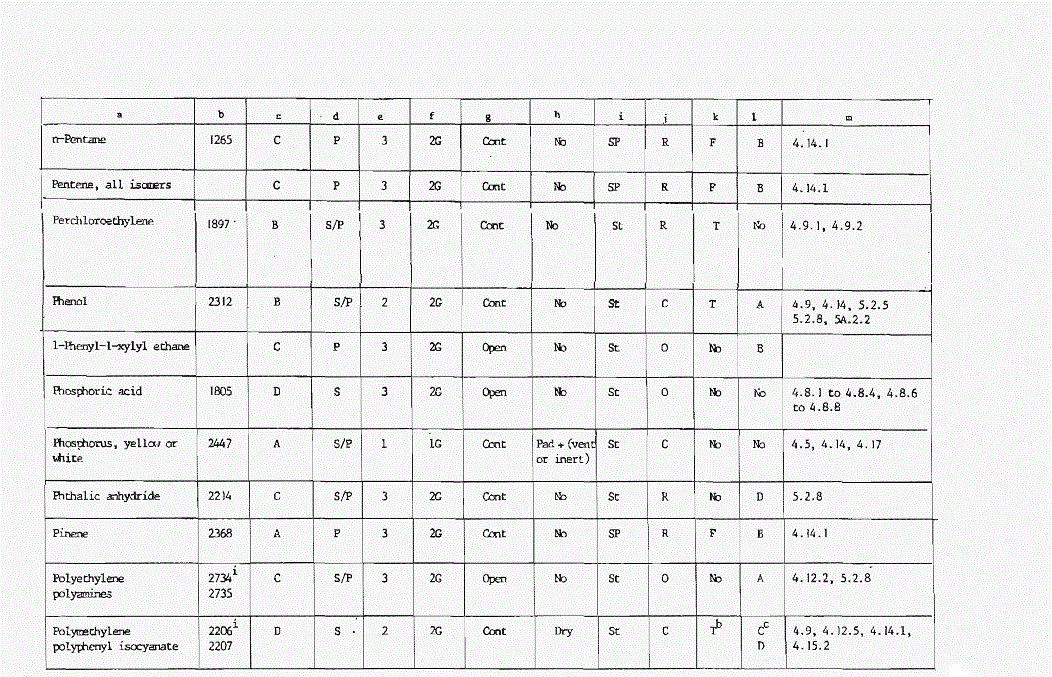 a b c d e f g h i j k l m
n-Pentane 1265 C P 3 2G Cont No SP R F B 4.14.1
Pentene, all isomers C P 3 2G Cont No SP R F B 4.14.1
Perchloroethylene 1897 B S/P 3 2G Cont No St R T No 4.9.1, 4.9.2
Phenol 2312 B S/P 2 2G Cont No St C T A 4.9, 4.14, 5.2.5
5.2.8, 5A.2.2
1-Phenyl-1-xylyl ethane C P 3 2G Open No St O No B
Phosphoric acid 1805 D S 3 2G Open No St O No No 4.8.1 to 4.8.4, 4.8.6
to 4.8.8
Phosphorus, yellow or 2447 A S/P 1 1G Cont Pad + (vent St C No No 4.5, 4.14, 4.17
white or inert)
Phthalic anhydride 2214 C S/P 3 2G Cont No St R No D 5.2.8
Pinene 2368 A P 3 2G Cont No SP R F B 4.14.1
Polyethylene 2734i C S/P 3 2G Open No St O No A 4.12.2, 5.2.8
polyamines 2735
Polymethylene 2206i D S 2 2G Cont Dry St C Tb Cc 4.9, 4.12.5, 4.14.1,
polyphenyl isocyanate 2207 D 4.15.2